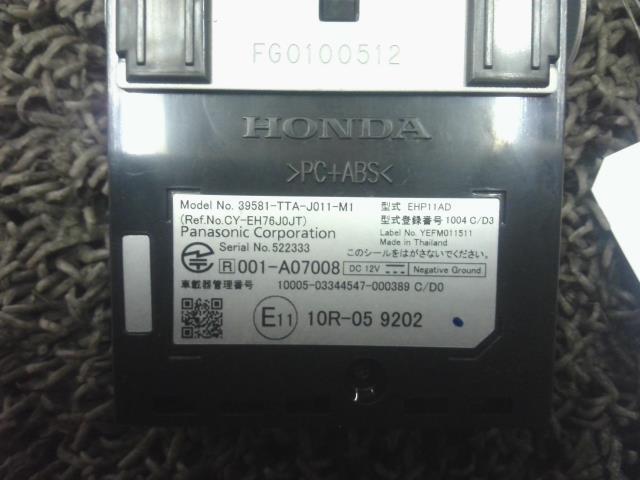 FG0100512
HONDA
>PC+ABS<
Model No. 39581-TTA-J011-M1 型式 EHP11AD
(Ref.No.CY-EH76J0JT) 型式登録番号 1004 C/D3
Panasonic Corporation Label No. YEFM011511
Serial No.522333 Made in Thailand
このシールをはがさないでください。
R 001-A07008 DC 12V Negative Ground
車載器管理番号 10005-03344547-000389 C/D0
E11 10R-05 9202